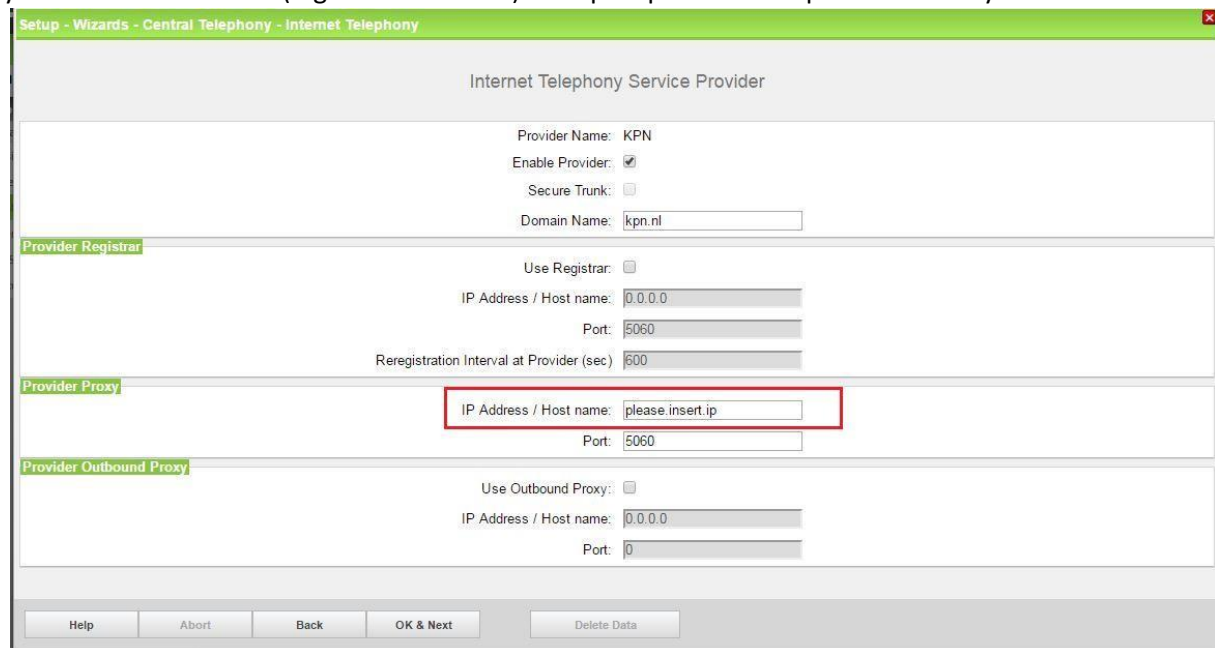 Setup - Wizards - Central Telephony - Internet Telephony
Internet Telephony Service Provider
Provider Name: KPN
Enable Provider:
Secure Trunk:
Domain Name: kpn.nl
Provider Registrar
Use Registrar:
IP Address / Host name: 0.0.0.0
Port: 5060
Reregistration Interval at Provider (sec) 600
Provider Proxy
IP Address / Host name: please.insert.ip
Port: 5060
Provider Outbound Proxy
Use Outbound Proxy:
IP Address / Host name: 0.0.0.0
Port: 0
Help Abort Back OK & Next Delete Data